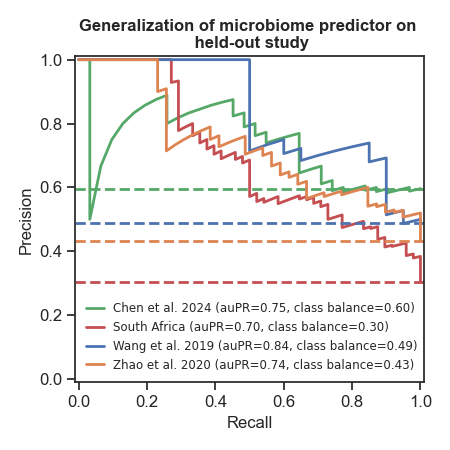 Generalization of microbiome predictor on
held-out study
1.0
0.8
0.6
0.4
0.2
0.0
Precision
Chen et al. 2024 (auPR=0.75, class balance=0.60)
South Africa (auPR=0.70, class balance=0.30)
Wang et al. 2019 (auPR=0.84, class balance=0.49)
Zhao et al. 2020 (auPR=0.74, class balance=0.43)
0.0 0.2 0.4 0.6 0.8 1.0
Recall